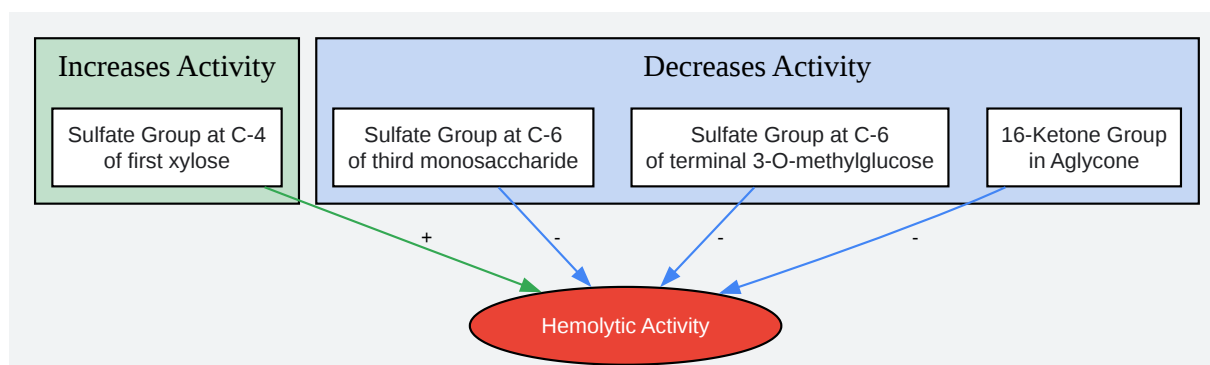 Increases Activity
Decreases Activity
Sulfate Group at C-4
of first xylose
Sulfate Group at C-6
of third monosaccharide
Sulfate Group at C-6
of terminal 3-O-methylglucose
16-Ketone Group
in Aglycone
+
-
-
-
Hemolytic Activity